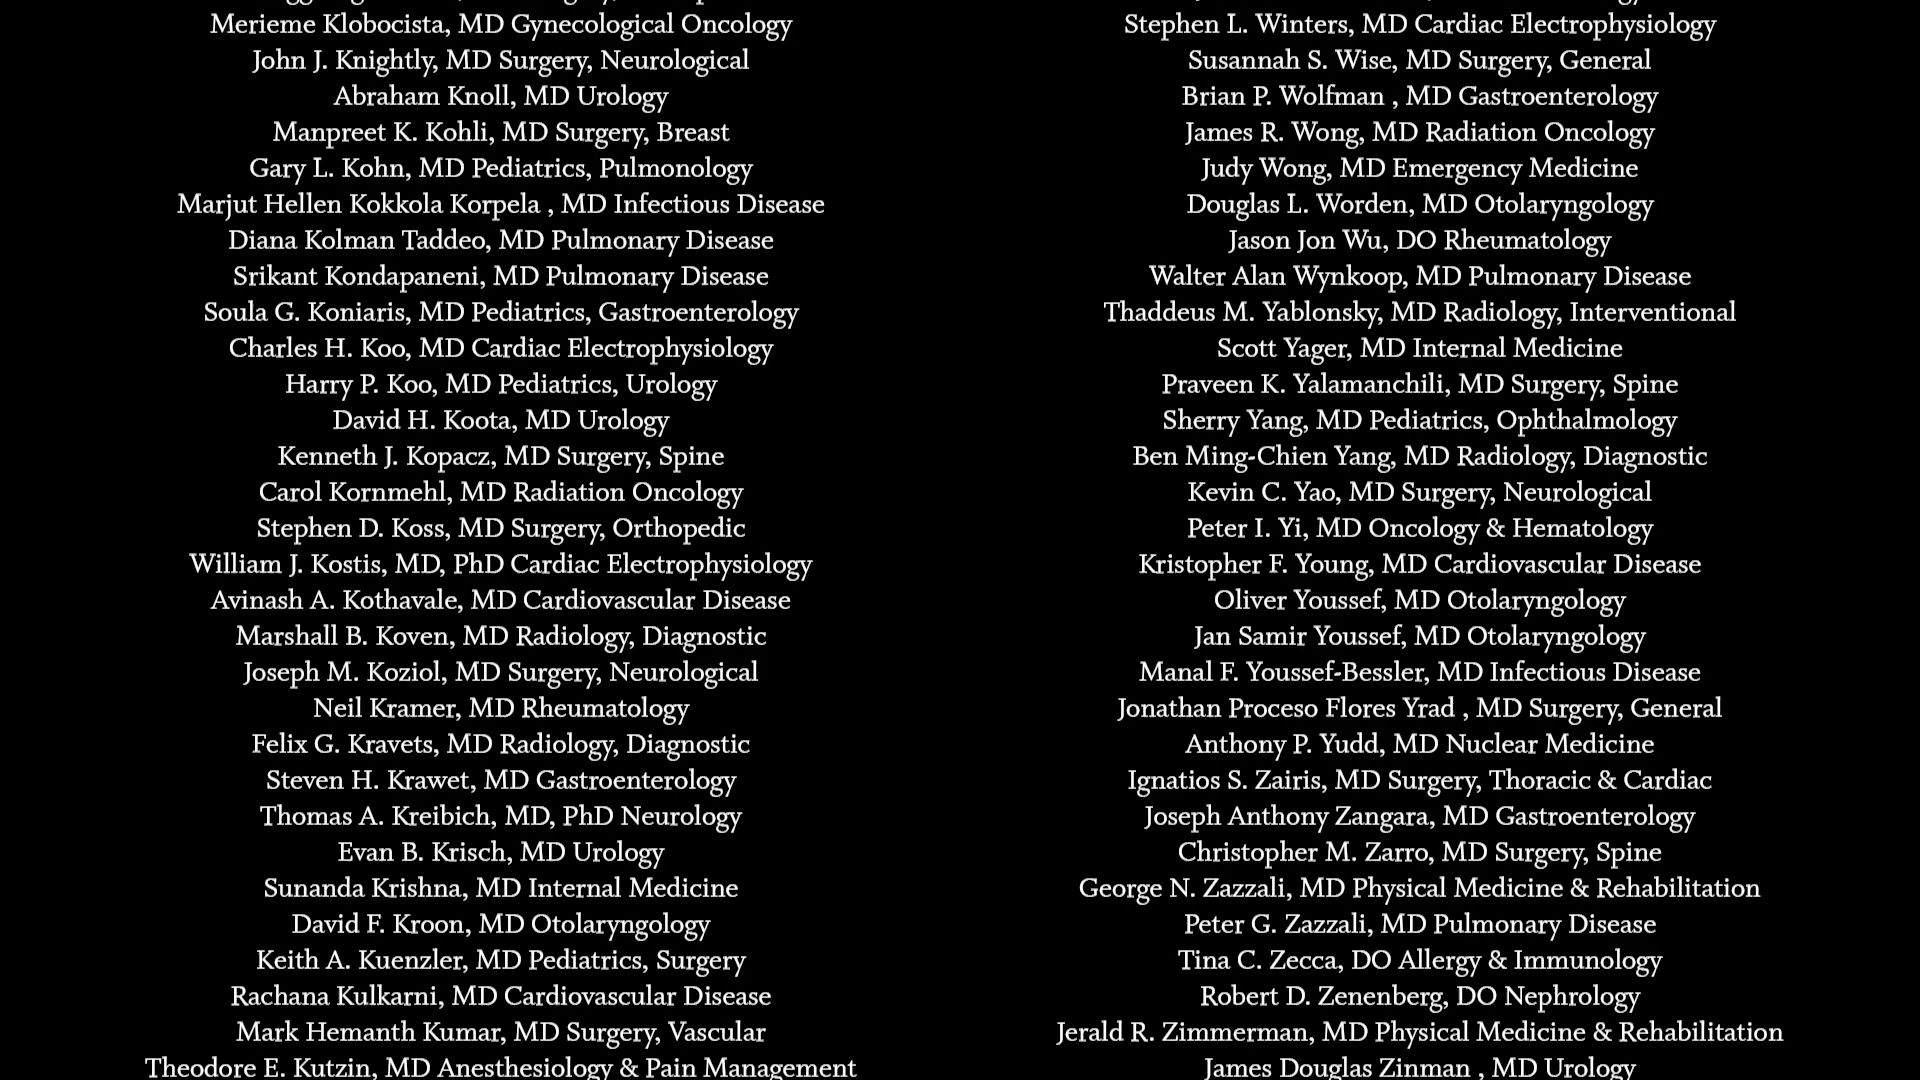 Merieme Klobocista, MD Gynecological Oncology
John J. Knightly, MD Surgery, Neurological
Abraham Knoll, MD Urology
Manpreet K. Kohli, MD Surgery, Breast
Gary L. Kohn, MD Pediatrics, Pulmonology
Marjut Hellen Kokkola Korpela , MD Infectious Disease
Diana Kolman Taddeo, MD Pulmonary Disease
Srikant Kondapaneni, MD Pulmonary Disease
Soula G. Koniaris, MD Pediatrics, Gastroenterology
Charles H. Koo, MD Cardiac Electrophysiology
Harry P. Koo, MD Pediatrics, Urology
David H. Koota, MD Urology
Kenneth J. Kopacz, MD Surgery, Spine
Carol Kornmehl, MD Radiation Oncology
Stephen D. Koss, MD Surgery, Orthopedic
William J. Kostis, MD, PhD Cardiac Electrophysiology
Avinash A. Kothavale, MD Cardiovascular Disease
Marshall B. Koven, MD Radiology, Diagnostic
Joseph M. Koziol, MD Surgery, Neurological
Neil Kramer, MD Rheumatology
Felix G. Kravets, MD Radiology, Diagnostic
Steven H. Krawet, MD Gastroenterology
Thomas A. Kreibich, MD, PhD Neurology
Evan B. Krisch, MD Urology
Sunanda Krishna, MD Internal Medicine
David F. Kroon, MD Otolaryngology
Keith A. Kuenzler, MD Pediatrics, Surgery
Rachana Kulkarni, MD Cardiovascular Disease
Mark Hemanth Kumar, MD Surgery, Vascular
Theodore E. Kutzin, MD Anesthesiology & Pain Management
Stephen L. Winters, MD Cardiac Electrophysiology
Susannah S. Wise, MD Surgery, General
Brian P. Wolfman , MD Gastroenterology
James R. Wong, MD Radiation Oncology
Judy Wong, MD Emergency Medicine
Douglas L. Worden, MD Otolaryngology
Jason Jon Wu, DO Rheumatology
Walter Alan Wynkoop, MD Pulmonary Disease
Thaddeus M. Yablonsky, MD Radiology, Interventional
Scott Yager, MD Internal Medicine
Praveen K. Yalamanchili, MD Surgery, Spine
Sherry Yang, MD Pediatrics, Ophthalmology
Ben Ming-Chien Yang, MD Radiology, Diagnostic
Kevin C. Yao, MD Surgery, Neurological
Peter I. Yi, MD Oncology & Hematology
Kristopher F. Young, MD Cardiovascular Disease
Oliver Youssef, MD Otolaryngology
Jan Samir Youssef, MD Otolaryngology
Manal F. Youssef-Bessler, MD Infectious Disease
Jonathan Proceso Flores Yrad , MD Surgery, General
Anthony P. Yudd, MD Nuclear Medicine
Ignatios S. Zairis, MD Surgery, Thoracic & Cardiac
Joseph Anthony Zangara, MD Gastroenterology
Christopher M. Zarro, MD Surgery, Spine
George N. Zazzali, MD Physical Medicine & Rehabilitation
Peter G. Zazzali, MD Pulmonary Disease
Tina C. Zecca, DO Allergy & Immunology
Robert D. Zenenberg, DO Nephrology
Jerald R. Zimmerman, MD Physical Medicine & Rehabilitation
James Douglas Zinman , MD Urology